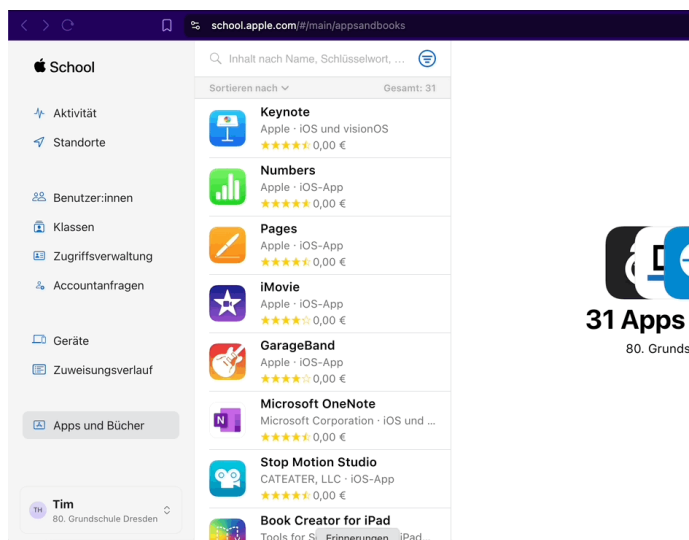 school.apple.com/#/main/appsandbooks
School
Aktivität
Standorte
Benutzer:innen
Klassen
Zugriffsverwaltung
Accountanfragen
Geräte
Zuweisungsverlauf
Apps und Bücher
TH
Tim
80. Grundschule Dresden
Inhalt nach Name, Schlüsselwort, ...
Sortieren nach
Gesamt: 31
Keynote
Apple · iOS und visionOS
0,00 €
Numbers
Apple · iOS-App
0,00 €
Pages
Apple · iOS-App
0,00 €
iMovie
Apple · iOS-App
0,00 €
GarageBand
Apple · iOS-App
0,00 €
N
Microsoft OneNote
Microsoft Corporation · iOS und ...
0,00 €
Stop Motion Studio
CATEATER, LLC · iOS-App
0,00 €
Book Creator for iPad
Tools for
Erinnerungen
iPad...
31 Apps
80. Grunds